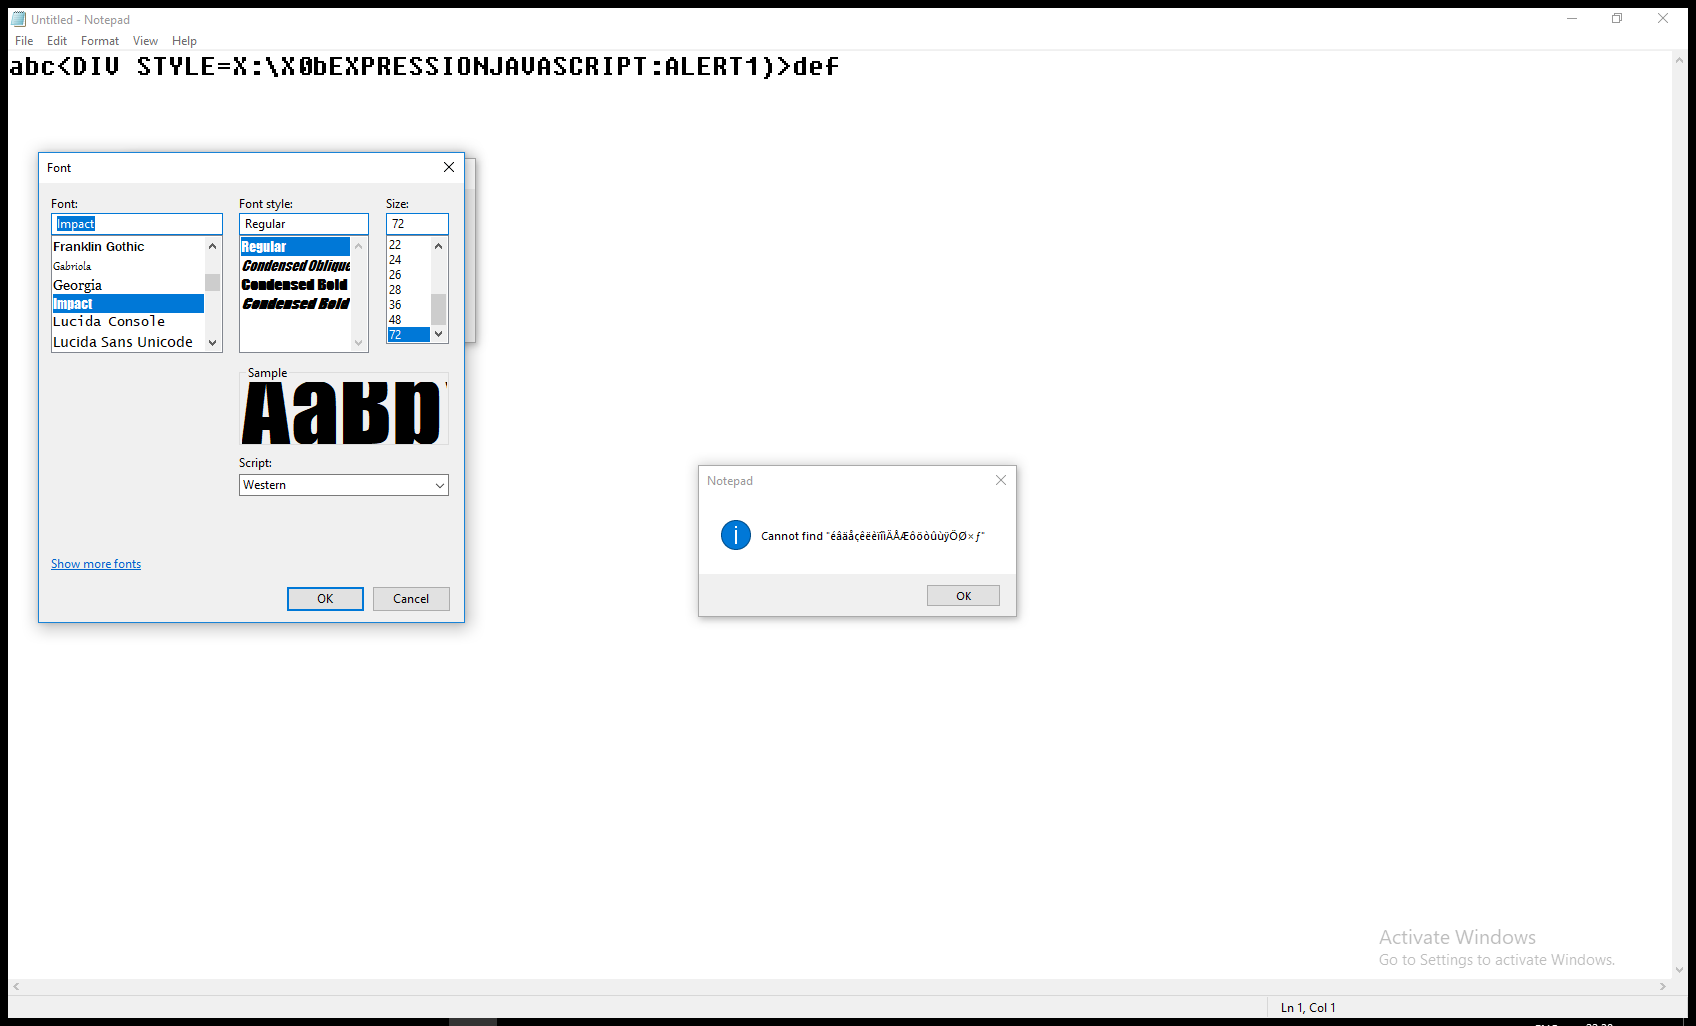 Untitled - Notepad
File Edit Format View Help
abc<DIV STYLE=X:\X0bEXPRESSIONJAVASCRIPT:ALERT1)>def
Font
Font:
Impact
Franklin Gothic
Gabriola
Georgia
Impact
Lucida Console
Lucida Sans Unicode
Font style:
Regular
Regular
Condensed Oblique
Condensed Bold
Condensed Bold
Size:
72
22
24
26
28
36
48
72
Sample
AaBb
Script:
Western
Show more fonts
OK Cancel
Notepad
Cannot find "éâäåçêëèïîìÄÅÆôöòûùÿÖØ×ƒ"
OK
Activate Windows
Go to Settings to activate Windows.
Ln 1, Col 1